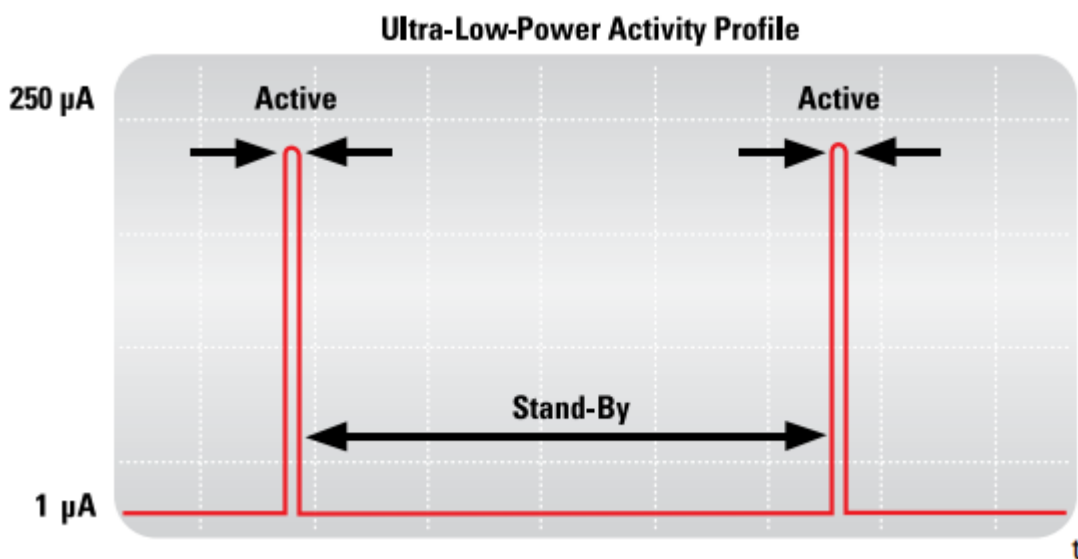 Ultra-Low-Power Activity Profile
250 µA
Active Active
Stand-By
1 µA
t